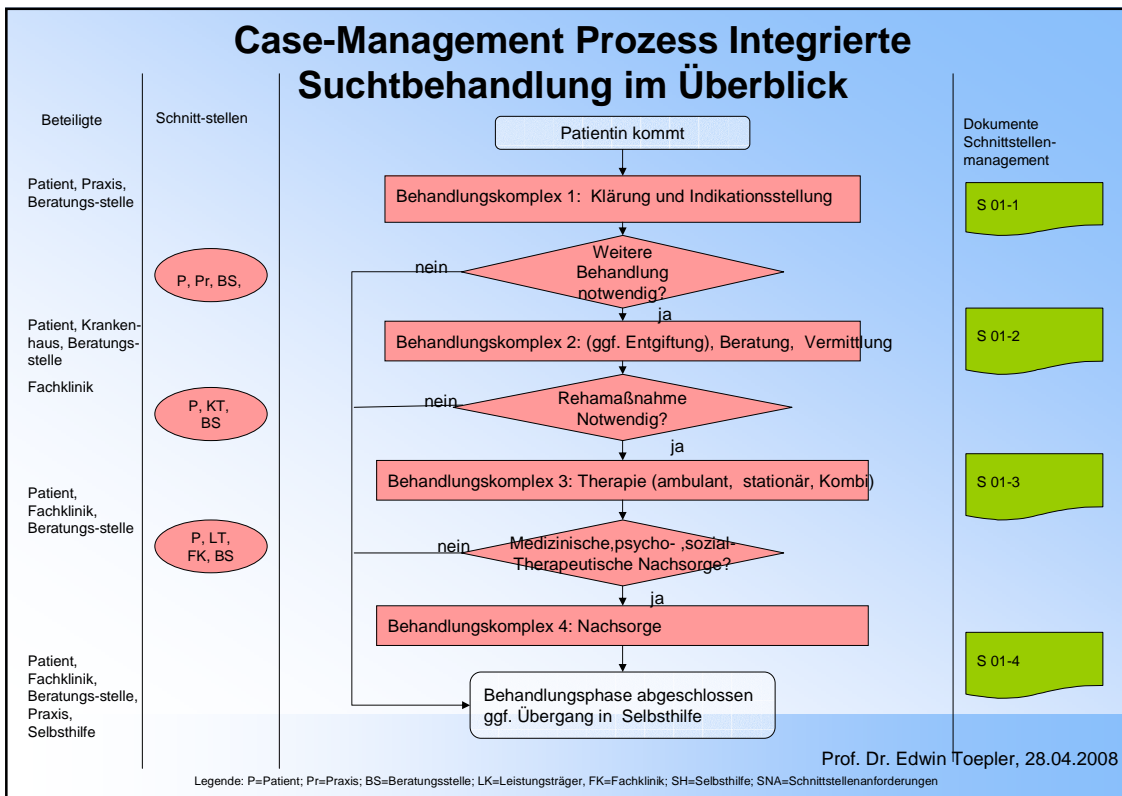 Case-Management Prozess Integrierte
Suchtbehandlung im Überblick
Beteiligte
Schnitt-stellen
Dokumente
Schnittstellen-
management
Patientin kommt
Patient, Praxis,
Beratungs-stelle
Behandlungskomplex 1:  Klärung und Indikationsstellung
S 01-1
P, Pr, BS,
nein
Weitere
Behandlung
notwendig?
ja
Patient, Kranken-
haus, Beratungs-
stelle
Fachklinik
Behandlungskomplex 2: (ggf. Entgiftung), Beratung,  Vermittlung
S 01-2
P, KT,
BS
nein
Rehamaßnahme
Notwendig?
ja
Patient,
Fachklinik,
Beratungs-stelle
Behandlungskomplex 3: Therapie (ambulant,  stationär, Kombi)
S 01-3
P, LT,
FK, BS
nein
Medizinische,psycho- ,sozial-
Therapeutische Nachsorge?
ja
Behandlungskomplex 4: Nachsorge
S 01-4
Patient,
Fachklinik,
Beratungs-stelle,
Praxis,
Selbsthilfe
Behandlungsphase abgeschlossen
ggf. Übergang in  Selbsthilfe
Prof. Dr. Edwin Toepler, 28.04.2008
Legende: P=Patient; Pr=Praxis; BS=Beratungsstelle; LK=Leistungsträger, FK=Fachklinik; SH=Selbsthilfe; SNA=Schnittstellenanforderungen